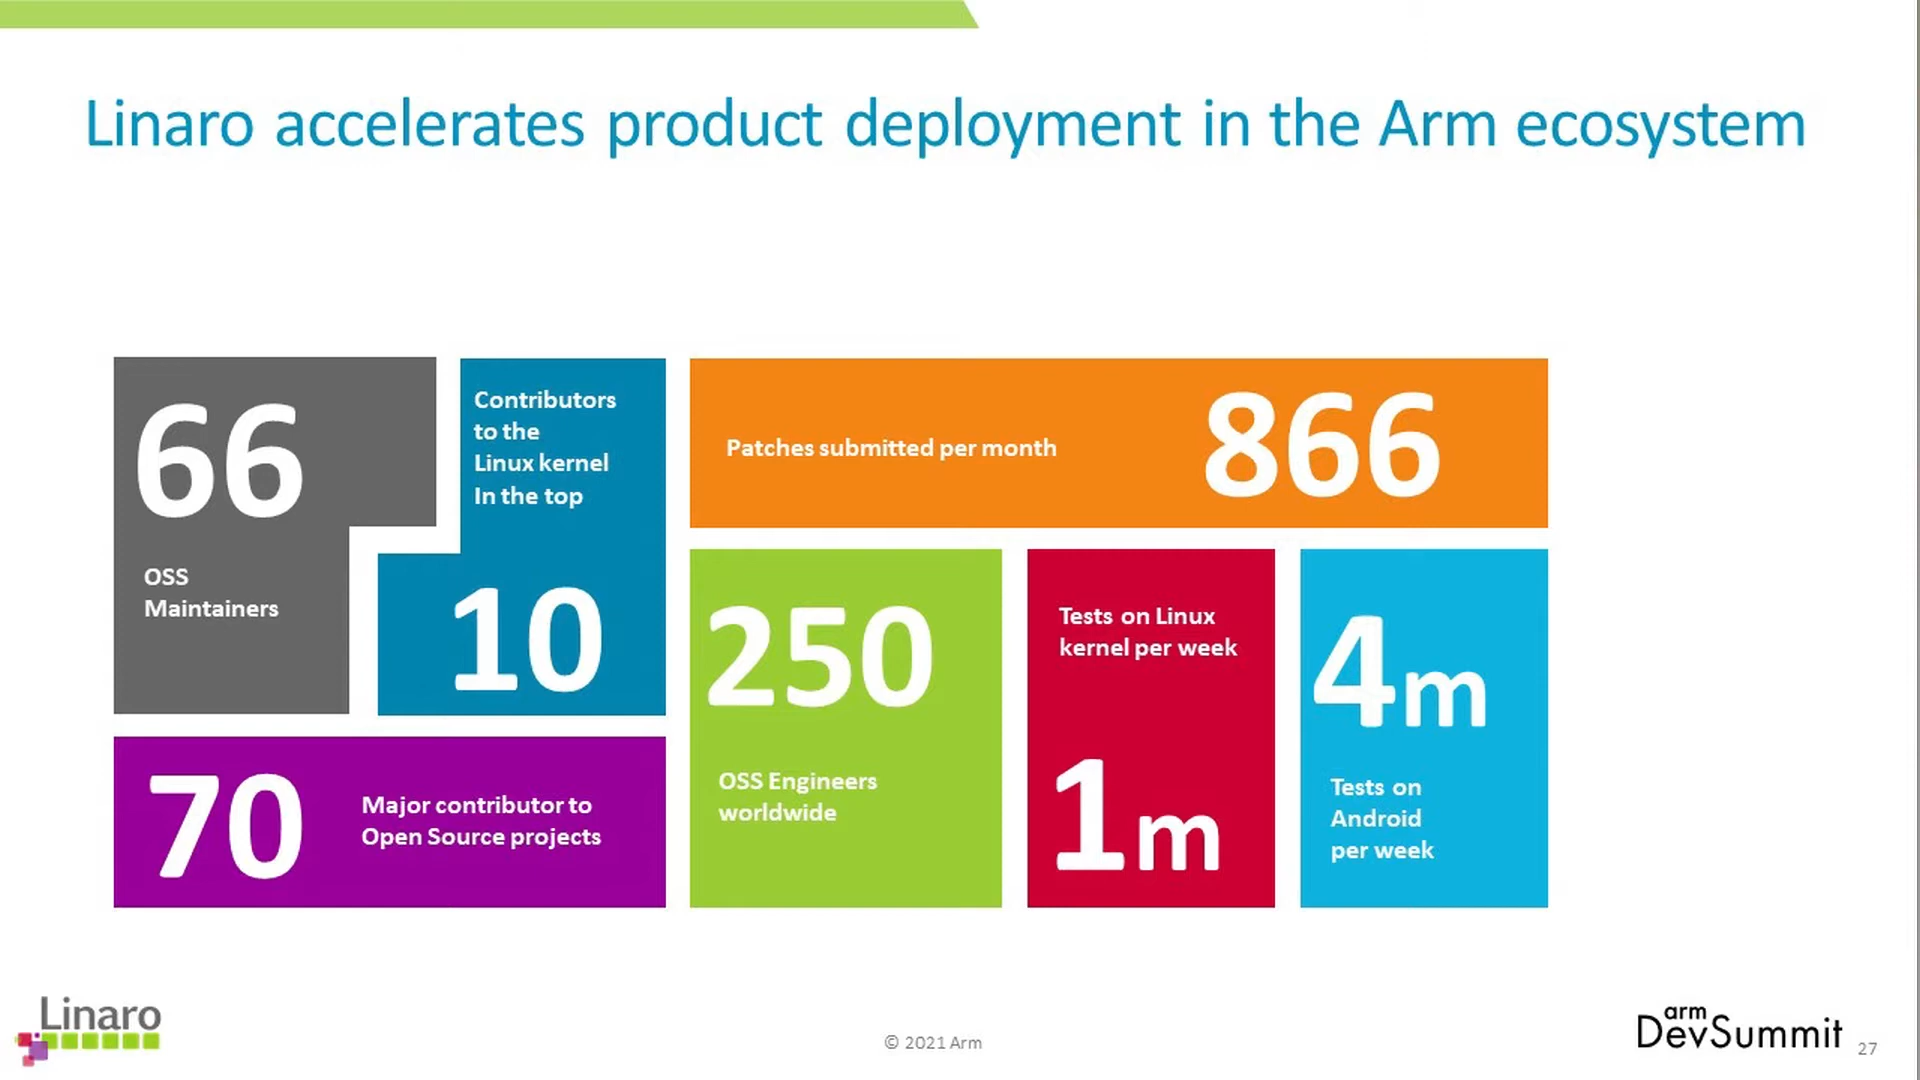 Linaro accelerates product deployment in the Arm ecosystem
66
OSS
Maintainers
Contributors
to the
Linux kernel
In the top
10
70
Major contributor to
Open Source projects
Patches submitted per month
866
250
OSS Engineers
worldwide
Tests on Linux
kernel per week
1m
4m
Tests on
Android
per week
Linaro
© 2021 Arm
arm
DevSummit
27